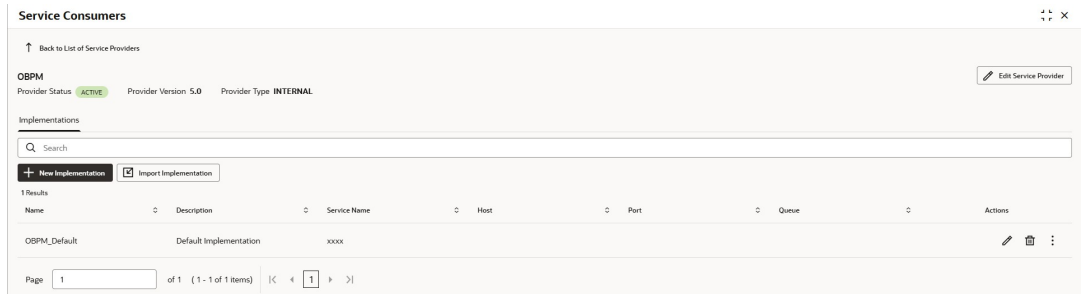 Service Consumers
Back to List of Service Providers
OBPM
Edit Service Provider
Provider Status ACTIVE Provider Version 5.0 Provider Type INTERNAL
Implementations
Search
New Implementation Import Implementation
1 Results
Name Description Service Name Host Port Queue Actions
OBPM_Default Default Implementation xxxx
Page 1 of 1 ( 1 - 1 of 1 items) 1